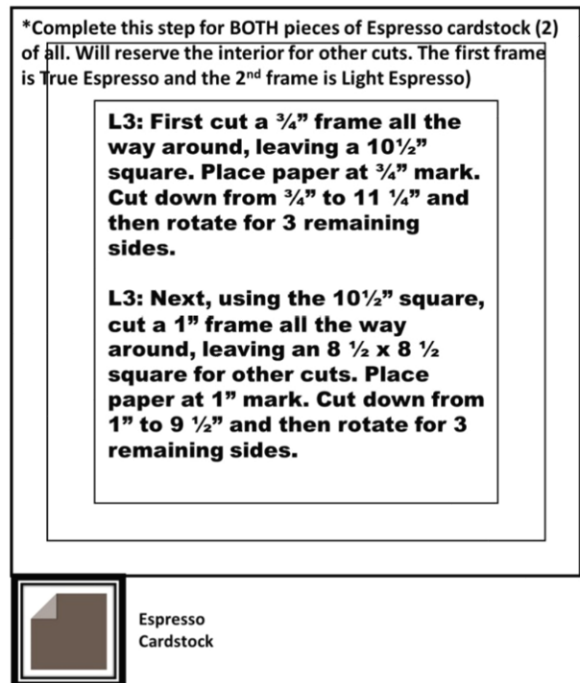 *Complete this step for BOTH pieces of Espresso cardstock (2)
of all. Will reserve the interior for other cuts. The first frame
is True Espresso and the 2nd frame is Light Espresso)
L3: First cut a ¾” frame all the
way around, leaving a 10½”
square. Place paper at ¾” mark.
Cut down from ¾” to 11 ¼” and
then rotate for 3 remaining
sides.
L3: Next, using the 10½” square,
cut a 1” frame all the way
around, leaving an 8 ½ x 8 ½
square for other cuts. Place
paper at 1” mark. Cut down from
1” to 9 ½” and then rotate for 3
remaining sides.
Espresso
Cardstock